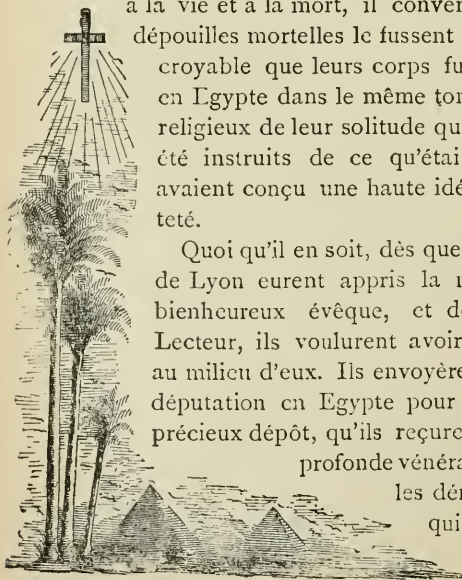 à la vie et à la mort, il conver
dépouilles mortelles le fussent
croyable que leurs corps fu
en Egypte dans le même ton
religieux de leur solitude qu
été instruits de ce qu'étai
avaient conçu une haute idé
teté.
Quoi qu'il en soit, dès que
de Lyon eurent appris la
bienheureux évêque, et d
Lecteur, ils voulurent avoir
au milieu d'eux. Ils envoyère
députation en Egypte pour
précieux dépôt, qu'ils reçure
profonde vénéra
les dé
qui